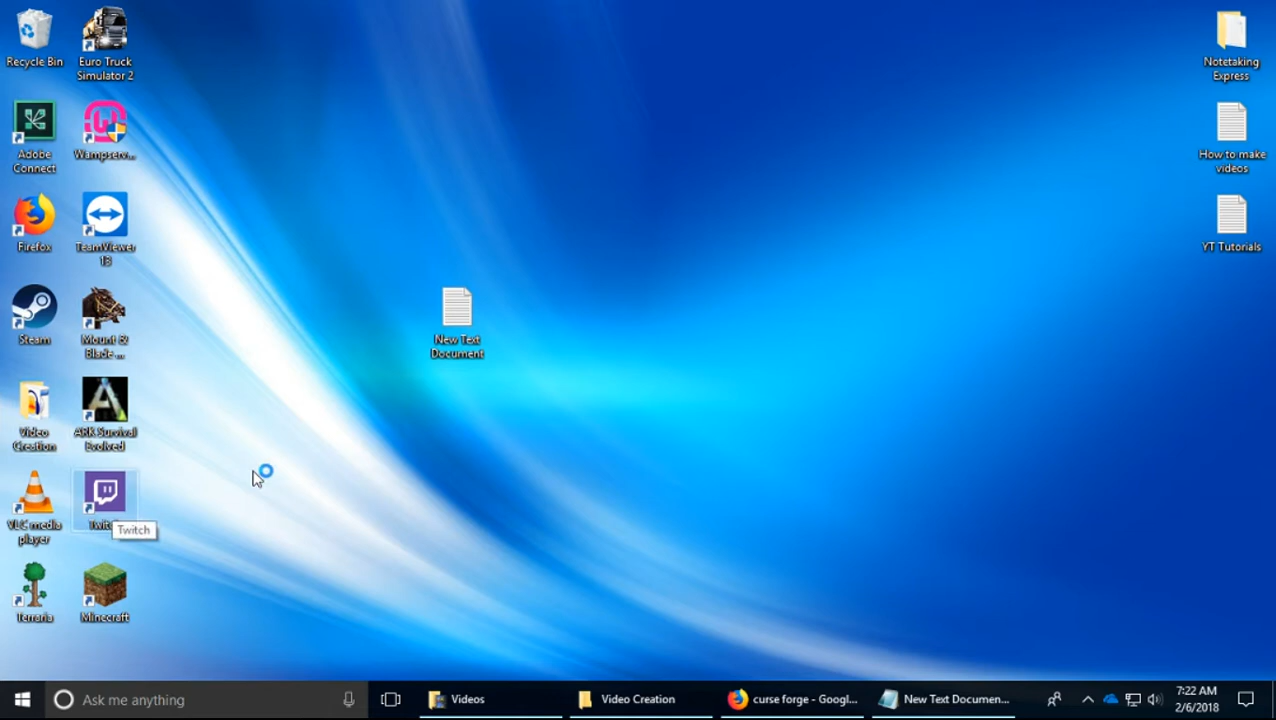 Recycle Bin
Euro Truck
Simulator 2
Adobe
Connect
Wampserv...
Firefox
TeamViewer
13
Steam
Mount &
Blade ...
Video
Creation
ARK Survival
Evolved
VLC media
player
Twitch
Terraria
Minecraft
New Text
Document
Notetaking
Express
How to make
videos
YT Tutorials
Ask me anything
Videos
Video Creation
curse forge - Googl...
New Text Documen...
7:22 AM
2/6/2018